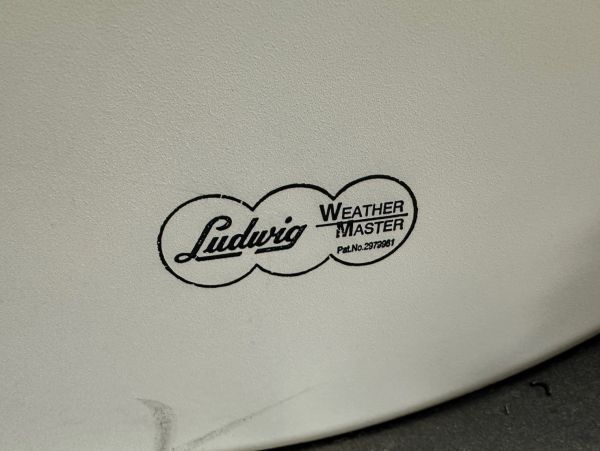 Ludwig
WEATHER
MASTER
Pat.No.2979981